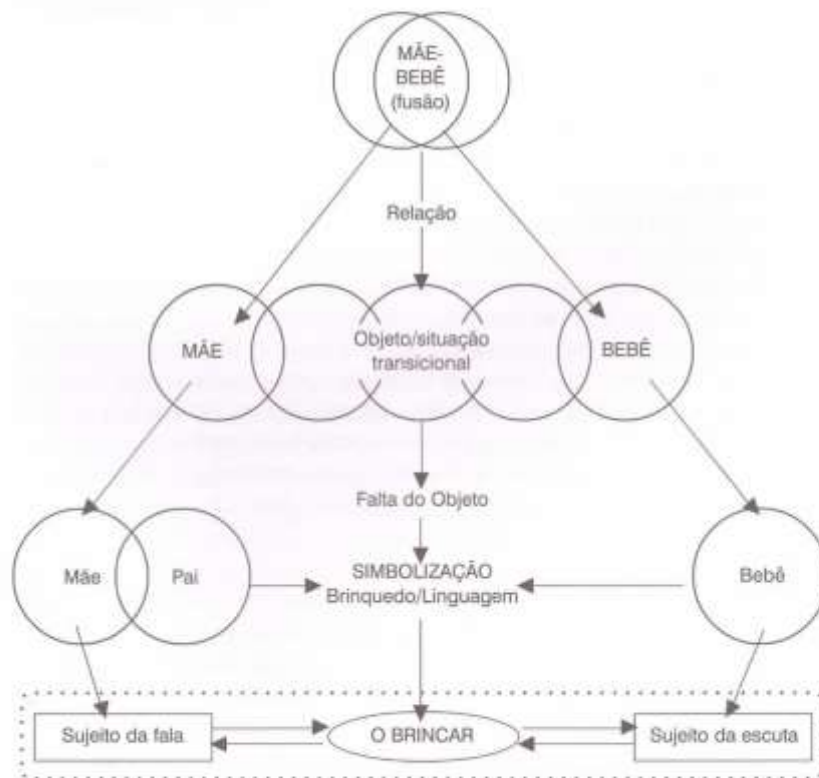 MÃE-
BEBÊ
(fusão)
Relação
MÃE
Objeto/situação
transicional
BEBÊ
Falta do Objeto
Mãe
Pai
SIMBOLIZAÇÃO
Brinquedo/Linguagem
Bebê
Sujeito da fala
O BRINCAR
Sujeito da escuta